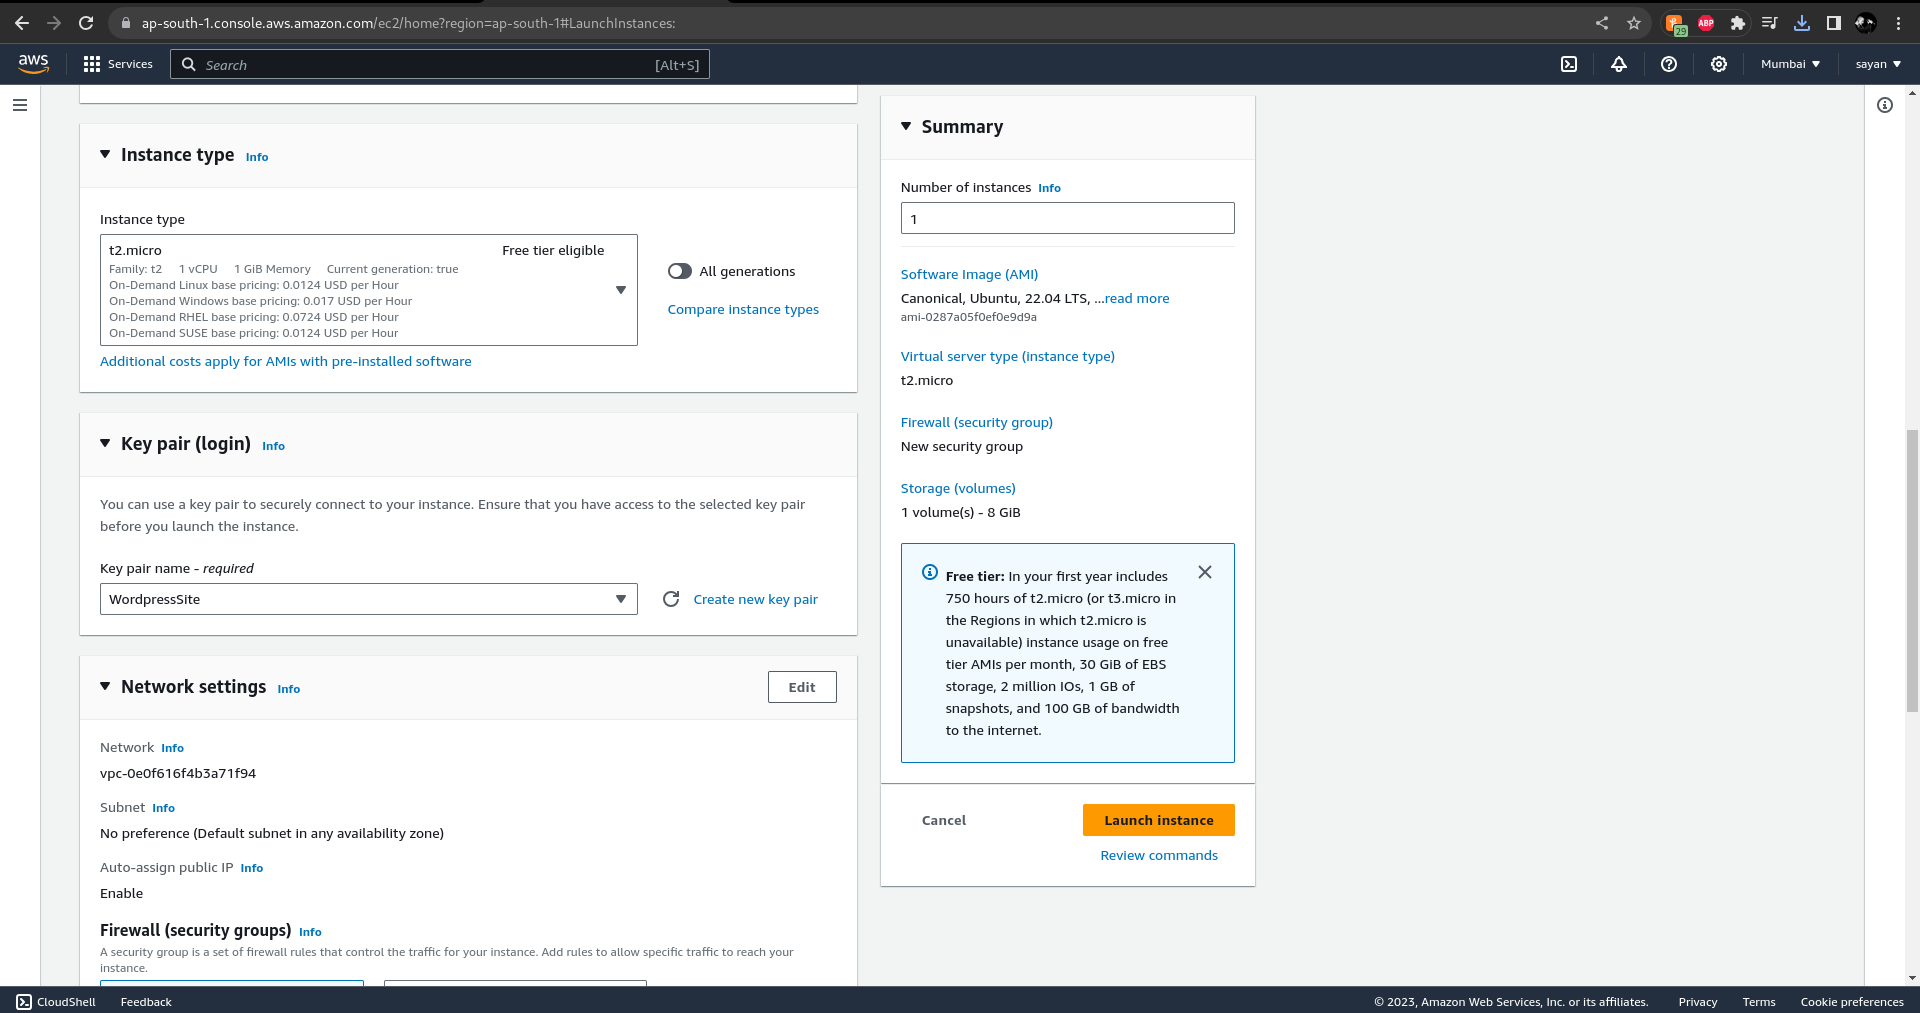 ap-south-1.console.aws.amazon.com/ec2/home?region=ap-south-1#LaunchInstances:
29
ABP
aws
Services
Search
[Alt+S]
Mumbai
sayan
Instance type Info
Instance type
t2.micro Free tier eligible
Family: t2 1 vCPU 1 GiB Memory Current generation: true
On-Demand Linux base pricing: 0.0124 USD per Hour
On-Demand Windows base pricing: 0.017 USD per Hour
On-Demand RHEL base pricing: 0.0724 USD per Hour
On-Demand SUSE base pricing: 0.0124 USD per Hour
All generations
Compare instance types
Additional costs apply for AMIs with pre-installed software
Key pair (login) Info
You can use a key pair to securely connect to your instance. Ensure that you have access to the selected key pair
before you launch the instance.
Key pair name - required
WordpressSite
Create new key pair
Network settings Info
Edit
Network Info
vpc-0e0f616f4b3a71f94
Subnet Info
No preference (Default subnet in any availability zone)
Auto-assign public IP Info
Enable
Firewall (security groups) Info
A security group is a set of firewall rules that control the traffic for your instance. Add rules to allow specific traffic to reach your
instance.
Summary
Number of instances Info
1
Software Image (AMI)
Canonical, Ubuntu, 22.04 LTS, ...read more
ami-0287a05f0ef0e9d9a
Virtual server type (instance type)
t2.micro
Firewall (security group)
New security group
Storage (volumes)
1 volume(s) - 8 GiB
Free tier: In your first year includes
750 hours of t2.micro (or t3.micro in
the Regions in which t2.micro is
unavailable) instance usage on free
tier AMIs per month, 30 GiB of EBS
storage, 2 million IOs, 1 GB of
snapshots, and 100 GB of bandwidth
to the internet.
Cancel
Launch instance
Review commands
CloudShell
Feedback
© 2023, Amazon Web Services, Inc. or its affiliates.
Privacy
Terms
Cookie preferences